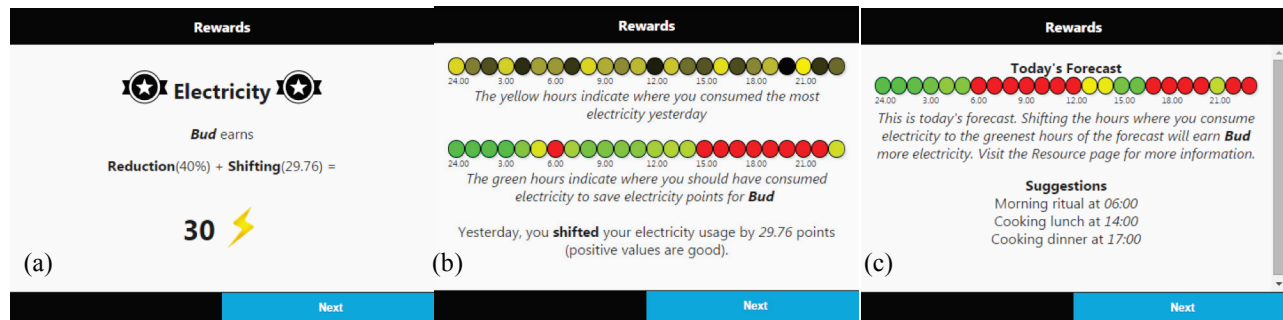 Rewards
Electricity
Bud earns
Reduction(40%) + Shifting(29.76) =
30
(a)
Next
Rewards
24.00 3.00 6.00 9.00 12.00 15.00 18.00 21.00
The yellow hours indicate where you consumed the most
electricity yesterday
24.00 3.00 6.00 9.00 12.00 15.00 18.00 21.00
The green hours indicate where you should have consumed
electricity to save electricity points for Bud
Yesterday, you shifted your electricity usage by 29.76 points
(positive values are good).
(b)
Next
Rewards
Today's Forecast
24.00 3.00 6.00 9.00 12.00 15.00 18.00 21.00
This is today's forecast. Shifting the hours where you consume
electricity to the greenest hours of the forecast will earn Bud
more electricity. Visit the Resource page for more information.
Suggestions
Morning ritual at 06:00
Cooking lunch at 14:00
Cooking dinner at 17:00
(c)
Next